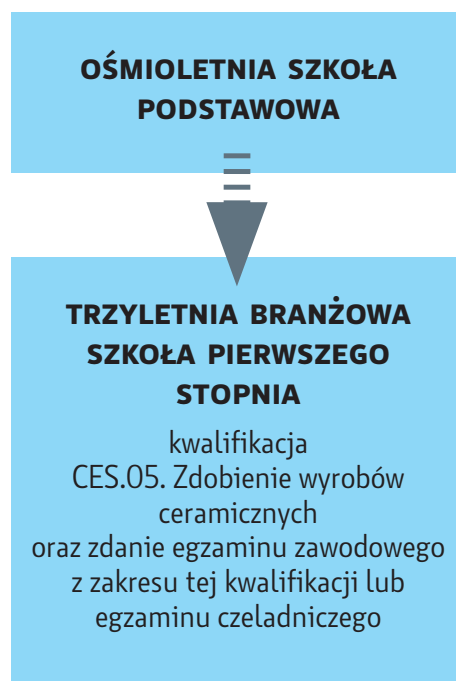 OŚMIOLETNIA SZKOŁA
PODSTAWOWA
TRZYLETNIA BRANŻOWA
SZKOŁA PIERWSZEGO
STOPNIA
kwalifikacja
CES.05. Zdobienie wyrobów
ceramicznych
oraz zdanie egzaminu zawodowego
z zakresu tej kwalifikacji lub
egzaminu czeladniczego